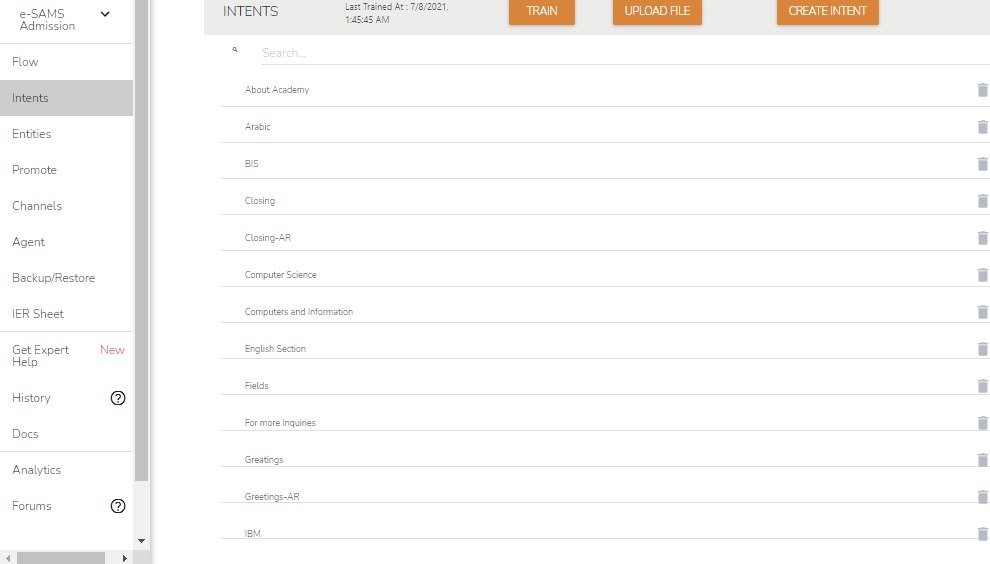 e-SAMS
Admission
Flow
Intents
Entities
Promote
Channels
Agent
Backup/Restore
IER Sheet
Get Expert
Help
New
History
Docs
Analytics
Forums
INTENTS
Last Trained At : 7/8/2021,
1:45:45 AM
TRAIN
UPLOAD FILE
CREATE INTENT
Search...
About Academy
Arabic
BIS
Closing
Closing-AR
Computer Science
Computers and Information
English Section
Fields
For more Inquiries
Greatings
Greetings-AR
IBM